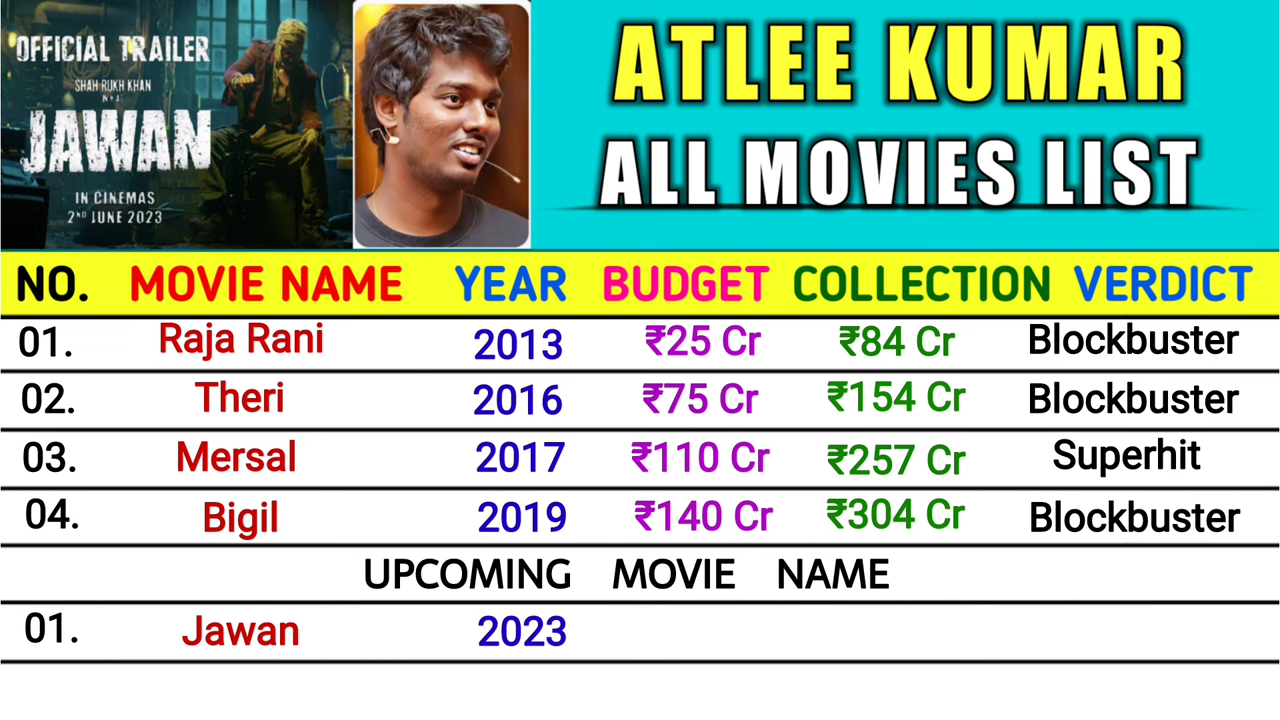 OFFICIAL TRAILER
SHAH RUKH KHAN
IN & AS
JAWAN
IN CINEMAS
2ND JUNE 2023
ATLEE KUMAR
ALL MOVIES LIST
NO. MOVIE NAME YEAR BUDGET COLLECTION VERDICT
01. Raja Rani 2013 ₹25 Cr ₹84 Cr Blockbuster
02. Theri 2016 ₹75 Cr ₹154 Cr Blockbuster
03. Mersal 2017 ₹110 Cr ₹257 Cr Superhit
04. Bigil 2019 ₹140 Cr ₹304 Cr Blockbuster
UPCOMING MOVIE NAME
01. Jawan 2023